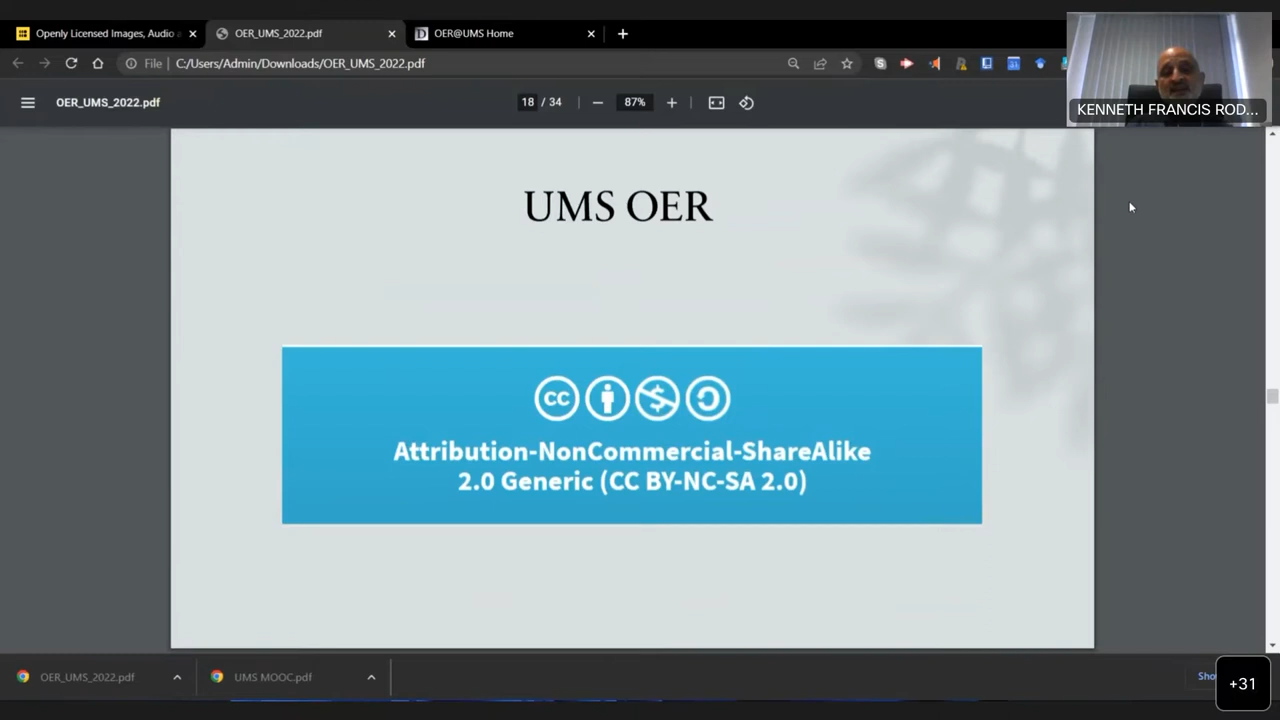 Openly Licensed Images, Audio a
OER_UMS_2022.pdf
OER@UMS Home
File
C:/Users/Admin/Downloads/OER_UMS_2022.pdf
OER_UMS_2022.pdf
18 / 34
87%
KENNETH FRANCIS ROD...
UMS OER
CC
Attribution-NonCommercial-ShareAlike
2.0 Generic (CC BY-NC-SA 2.0)
OER_UMS_2022.pdf
UMS MOOC.pdf
Sho
+31